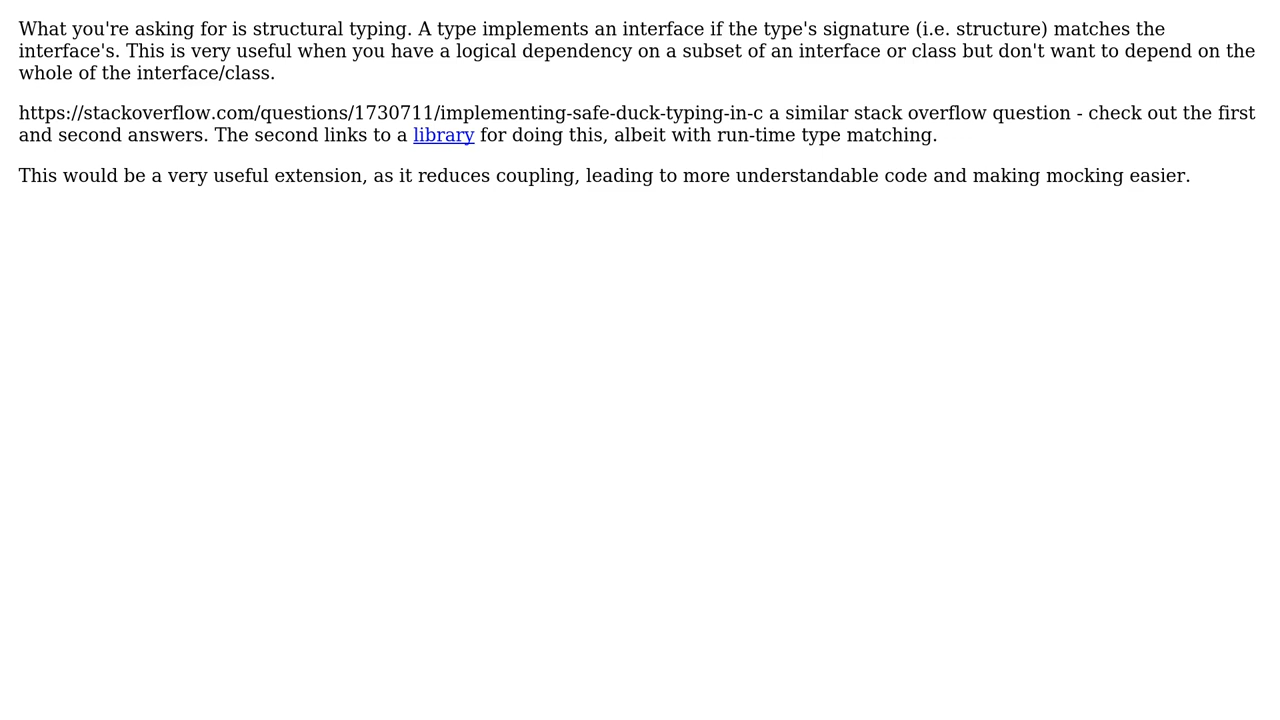 What you're asking for is structural typing. A type implements an interface if the type's signature (i.e. structure) matches the
interface's. This is very useful when you have a logical dependency on a subset of an interface or class but don't want to depend on the
whole of the interface/class.
https://stackoverflow.com/questions/1730711/implementing-safe-duck-typing-in-c a similar stack overflow question - check out the first
and second answers. The second links to a library for doing this, albeit with run-time type matching.
This would be a very useful extension, as it reduces coupling, leading to more understandable code and making mocking easier.